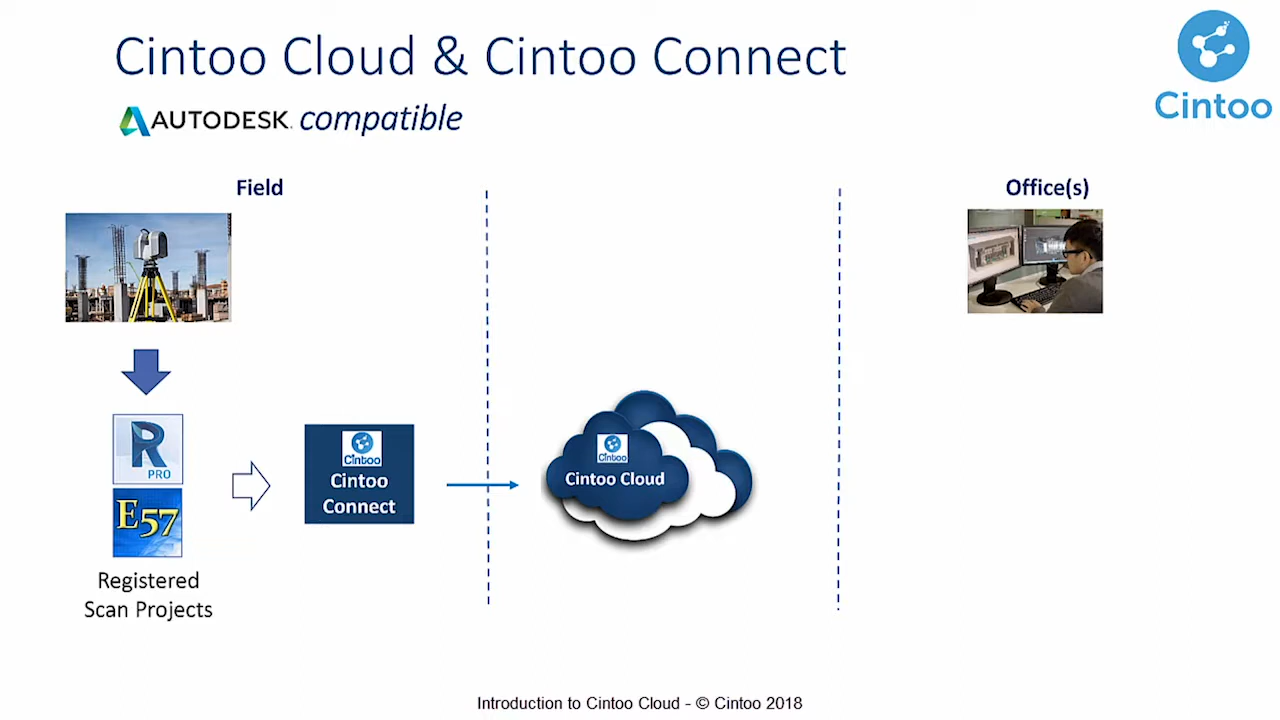 Cintoo Cloud & Cintoo Connect
Cintoo
AUTODESK. compatible
Field
Office(s)
PRO
E57
Registered
Scan Projects
Cintoo
Cintoo
Connect
Cintoo
Cintoo Cloud
Introduction to Cintoo Cloud - © Cintoo 2018